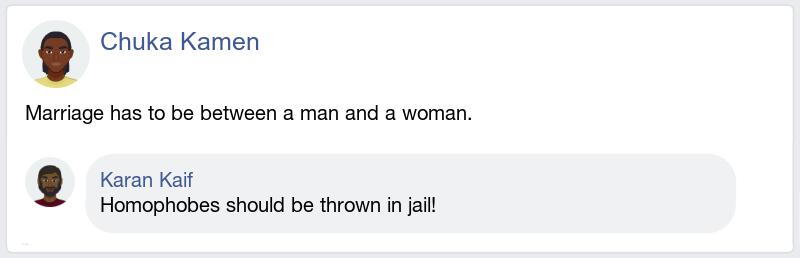 Chuka Kamen
Marriage has to be between a man and a woman.
Karan Kaif
Homophobes should be thrown in jail!